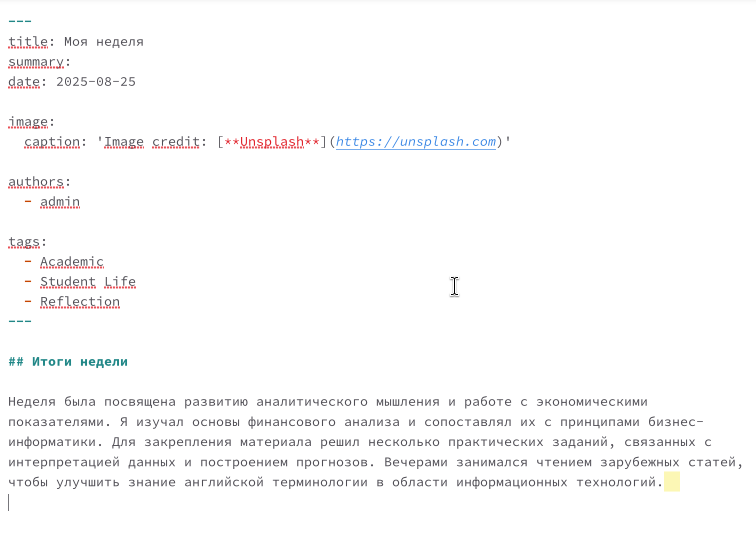 ---
title: Моя неделя
summary:
date: 2025-08-25
image:
caption: 'Image credit: [**Unsplash**](https://unsplash.com)'
authors:
- admin
tags:
- Academic
- Student Life
- Reflection
---
## Итоги недели
Неделя была посвящена развитию аналитического мышления и работе с экономическими
показателями. Я изучал основы финансового анализа и сопоставлял их с принципами бизнес-
информатики. Для закрепления материала решил несколько практических заданий, связанных с
интерпретацией данных и построением прогнозов. Вечерами занимался чтением зарубежных статей,
чтобы улучшить знание английской терминологии в области информационных технологий.